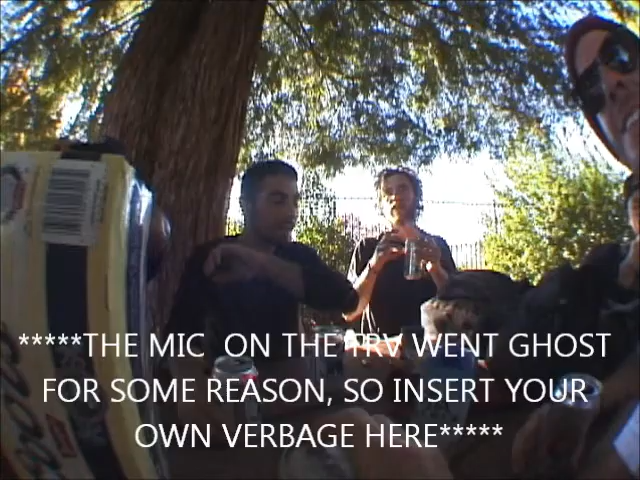 *****THE MIC ON THE TRV WENT GHOST
FOR SOME REASON, SO INSERT YOUR
OWN VERBAGE HERE*****